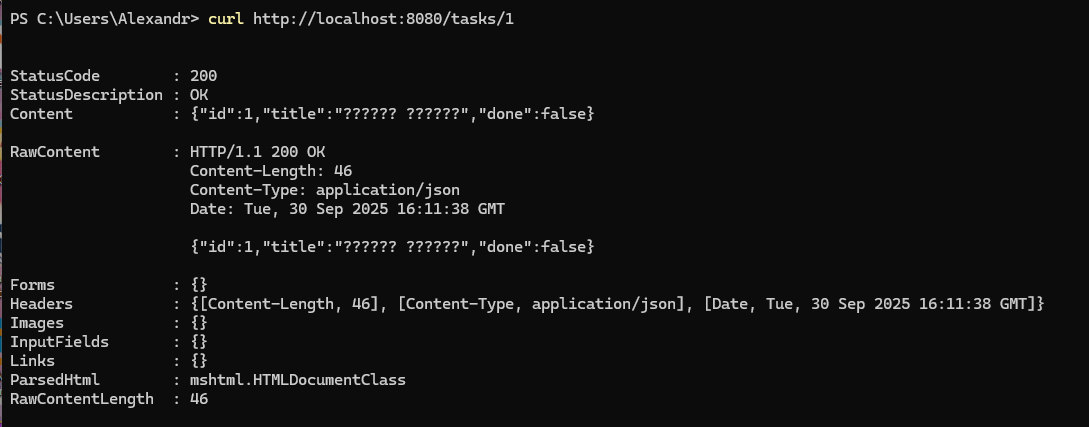 PS C:\Users\Alexandr> curl http://localhost:8080/tasks/1
StatusCode : 200
StatusDescription : OK
Content : {"id":1,"title":"?????? ??????","done":false}
RawContent : HTTP/1.1 200 OK
Content-Length: 46
Content-Type: application/json
Date: Tue, 30 Sep 2025 16:11:38 GMT
{"id":1,"title":"?????? ??????","done":false}
Forms : {}
Headers : {[Content-Length, 46], [Content-Type, application/json], [Date, Tue, 30 Sep 2025 16:11:38 GMT]}
Images : {}
InputFields : {}
Links : {}
ParsedHtml : mshtml.HTMLDocumentClass
RawContentLength : 46